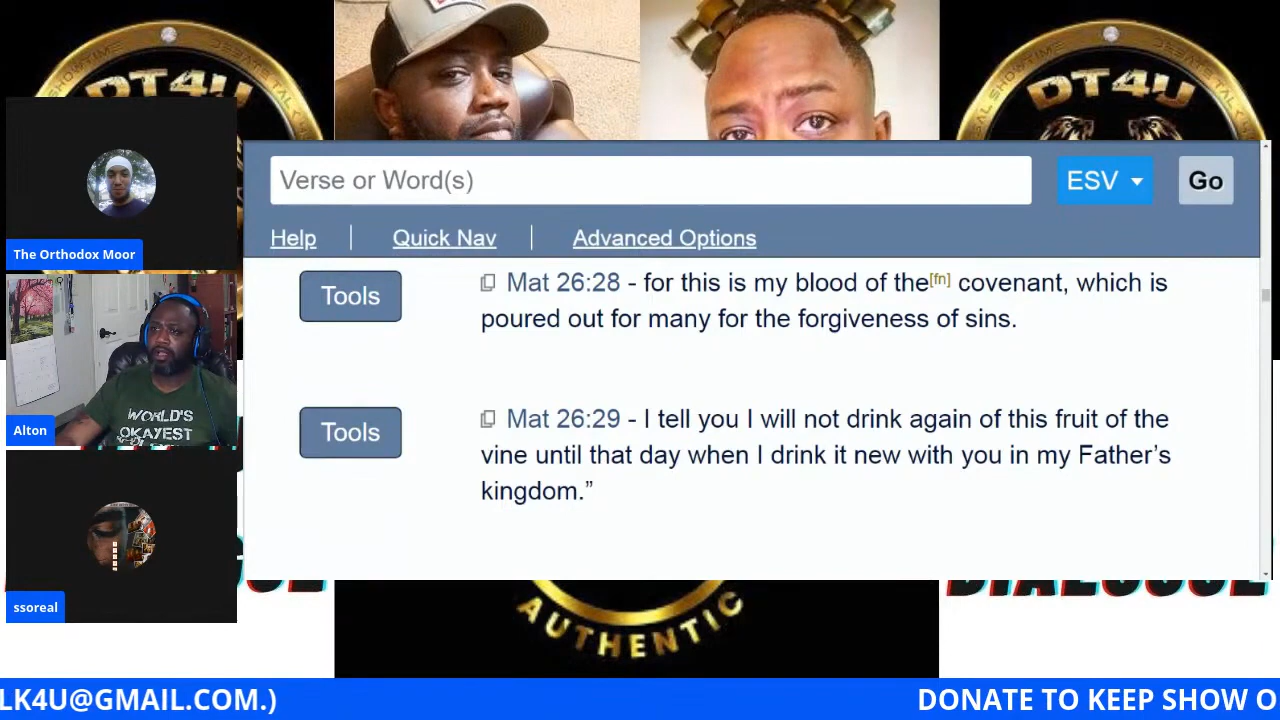 DT4U
DT4U
The Orthodox Moor
Alton
WORLD'S
OKAYEST
ssoreal
Verse or Word(s)
ESV
Go
Help
Quick Nav
Advanced Options
Tools
Mat 26:28 - for this is my blood of the[fn] covenant, which is
poured out for many for the forgiveness of sins.
Tools
Mat 26:29 - I tell you I will not drink again of this fruit of the
vine until that day when I drink it new with you in my Father’s
kingdom.”
AUTHENTIC
LK4U@GMAIL.COM.)
DONATE TO KEEP SHOW O